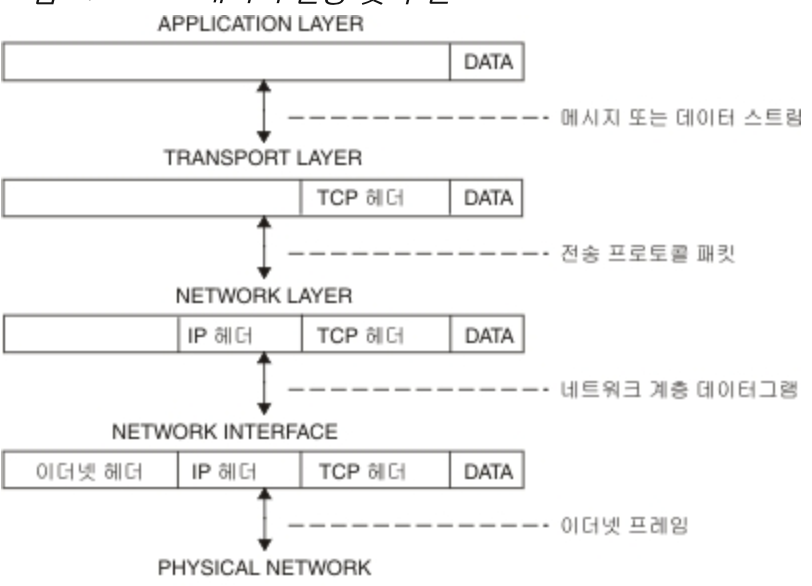 APPLICATION LAYER
DATA
메시지 또는 데이터 스트림
TRANSPORT LAYER
TCP 헤더 DATA
전송 프로토콜 패킷
NETWORK LAYER
IP 헤더 TCP 헤더 DATA
네트워크 계층 데이터그램
NETWORK INTERFACE
이더넷 헤더 IP 헤더 TCP 헤더 DATA
이더넷 프레임
PHYSICAL NETWORK